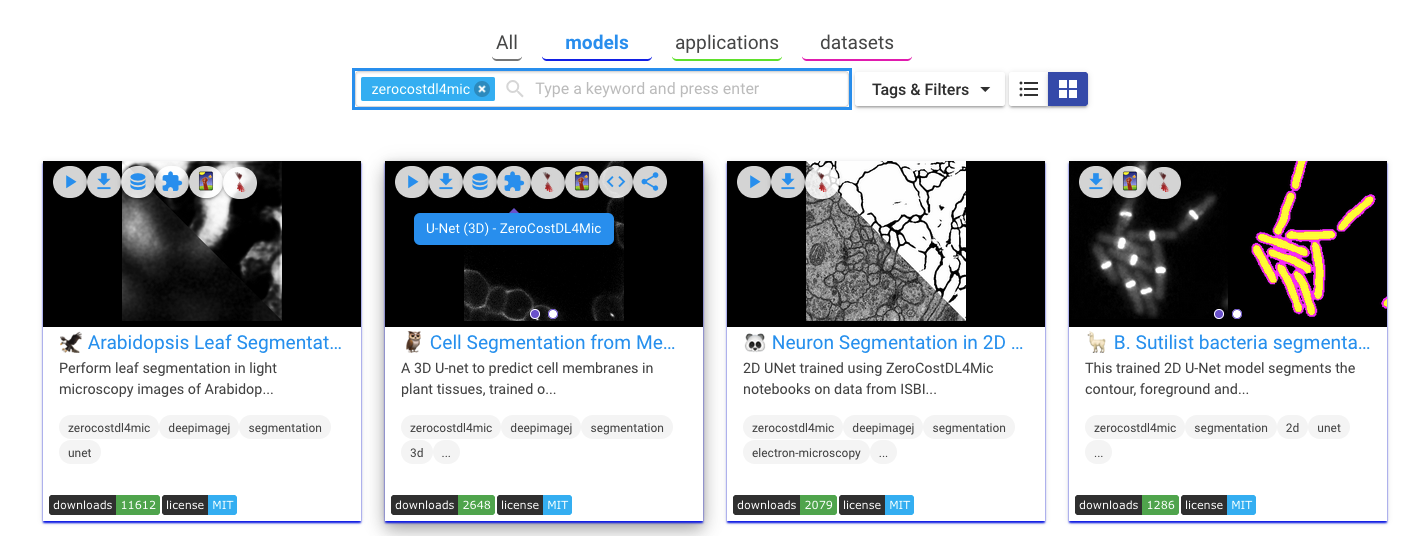 All models applications datasets
zerocostdl4mic Type a keyword and press enter Tags & Filters
U-Net (3D) - ZeroCostDL4Mic
Arabidopsis Leaf Segmentat...
Perform leaf segmentation in light
microscopy images of Arabidop...
zerocostdl4mic deepimagej segmentation
unet
downloads 11612 license MIT
Cell Segmentation from Me...
A 3D U-net to predict cell membranes in
plant tissues, trained o...
zerocostdl4mic deepimagej segmentation
3d ...
downloads 2648 license MIT
Neuron Segmentation in 2D ...
2D UNet trained using ZeroCostDL4Mic
notebooks on data from ISBI...
zerocostdl4mic deepimagej segmentation
electron-microscopy ...
downloads 2079 license MIT
B. Sutilist bacteria segmenta...
This trained 2D U-Net model segments the
contour, foreground and...
zerocostdl4mic segmentation 2d unet
...
downloads 1286 license MIT